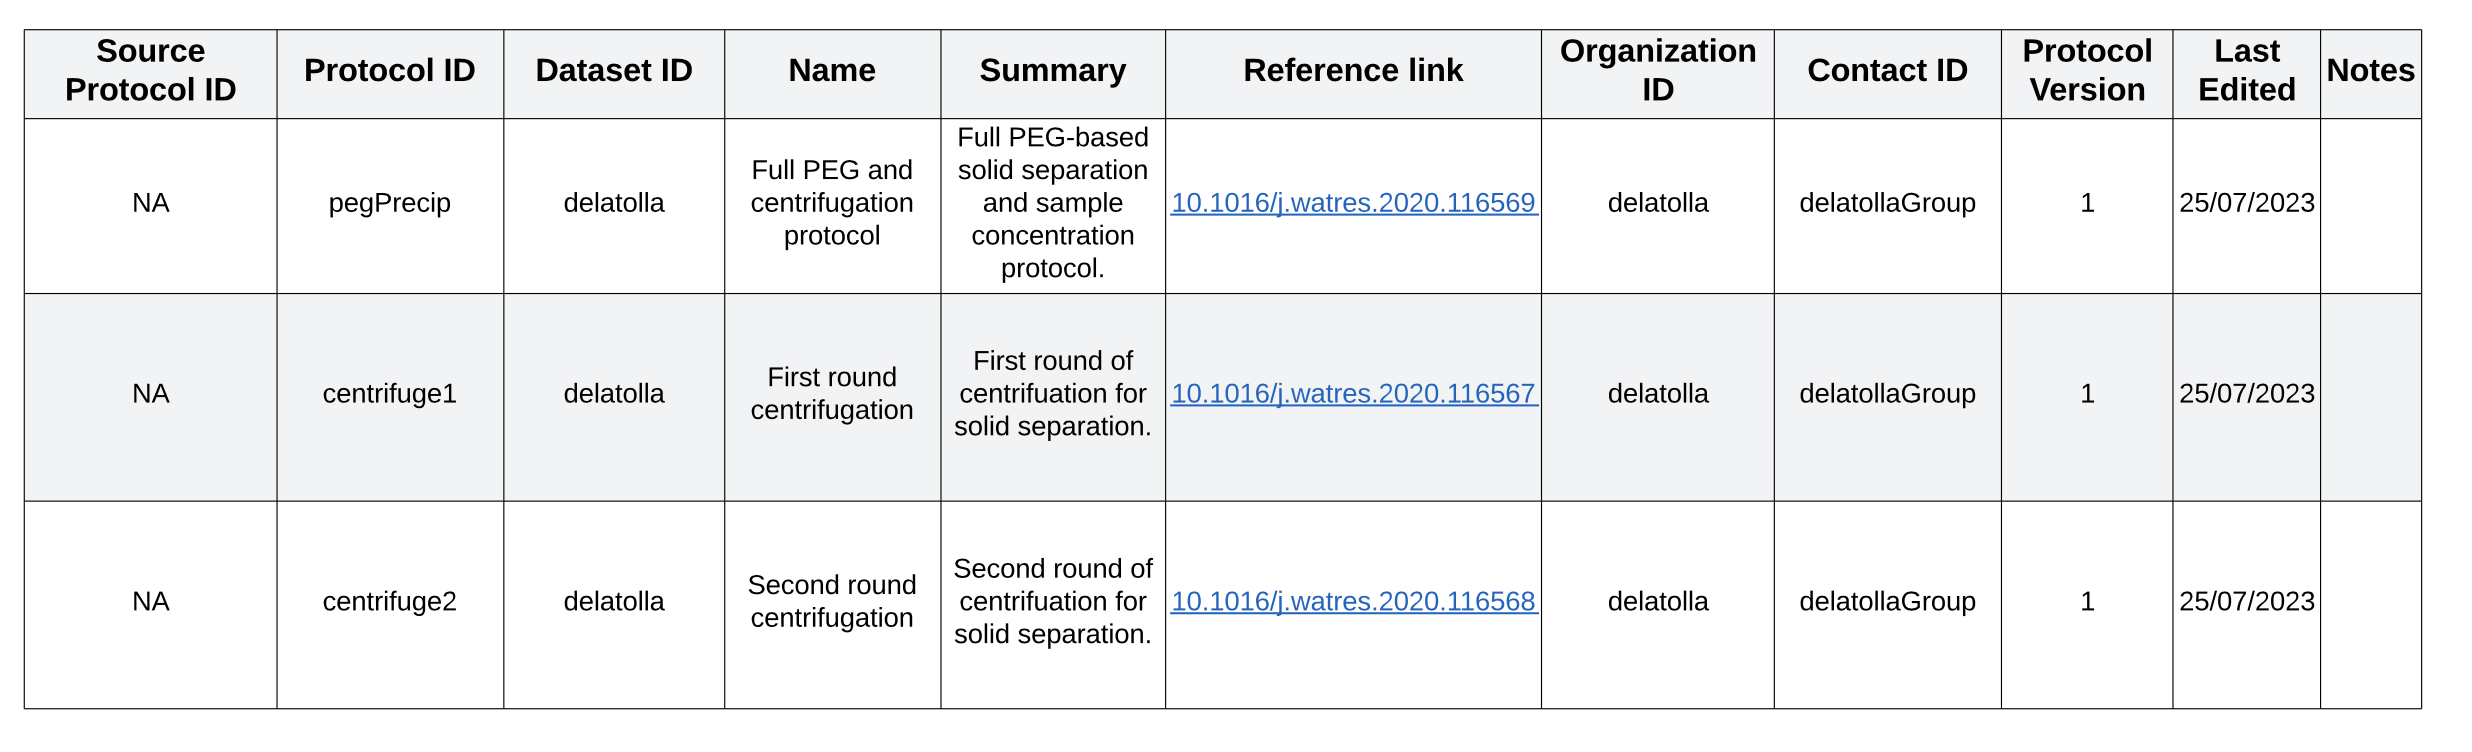 Source
Protocol ID
Protocol ID
Dataset ID
Name
Summary
Reference link
Organization
ID
Contact ID
Protocol
Version
Last
Edited
Notes
NA
pegPrecip
delatolla
Full PEG and
centrifugation
protocol
Full PEG-based
solid separation
and sample
concentration
protocol.
10.1016/j.watres.2020.116569
delatolla
delatollaGroup
1
25/07/2023
NA
centrifuge1
delatolla
First round
centrifugation
First round of
centrifuation for
solid separation.
10.1016/j.watres.2020.116567
delatolla
delatollaGroup
1
25/07/2023
NA
centrifuge2
delatolla
Second round
centrifugation
Second round of
centrifuation for
solid separation.
10.1016/j.watres.2020.116568
delatolla
delatollaGroup
1
25/07/2023